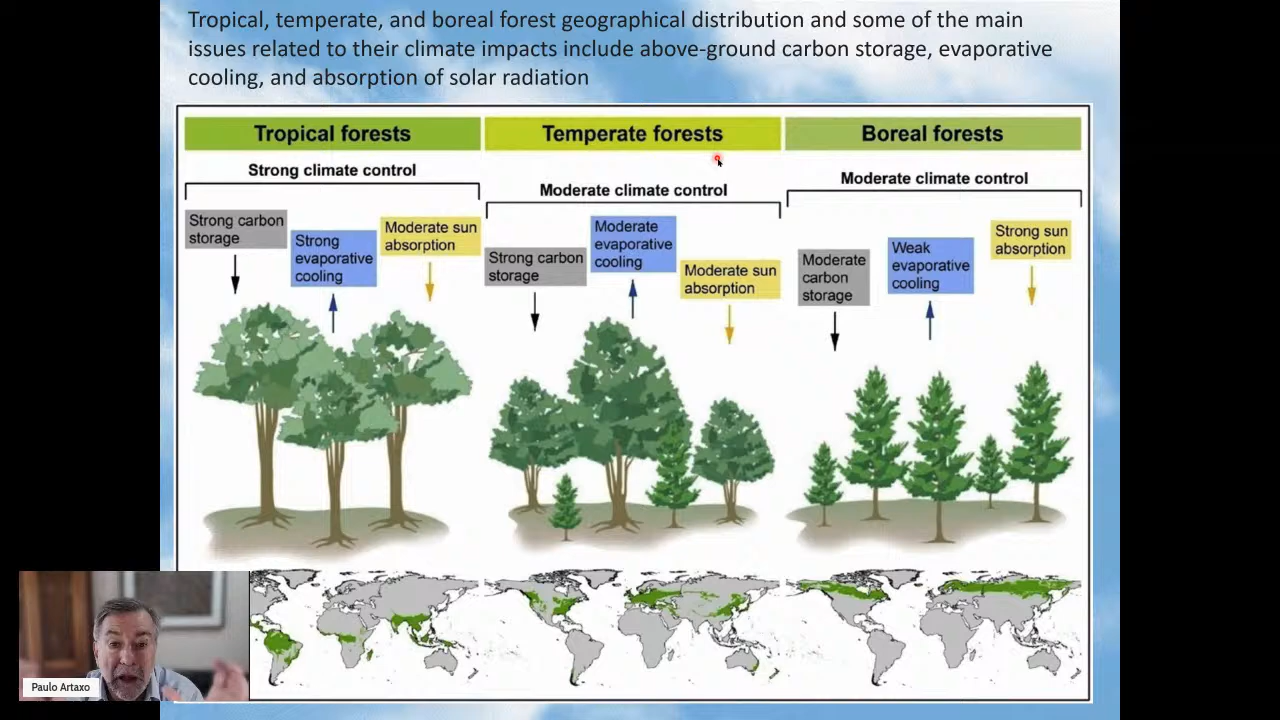 Tropical, temperate, and boreal forest geographical distribution and some of the main
issues related to their climate impacts include above-ground carbon storage, evaporative
cooling, and absorption of solar radiation
Tropical forests
Strong climate control
Strong carbon
storage
Strong
evaporative
cooling
Moderate sun
absorption
Temperate forests
Moderate climate control
Strong carbon
storage
Moderate
evaporative
cooling
Moderate sun
absorption
Boreal forests
Moderate climate control
Moderate
carbon
storage
Weak
evaporative
cooling
Strong sun
absorption
Paulo Artaxo